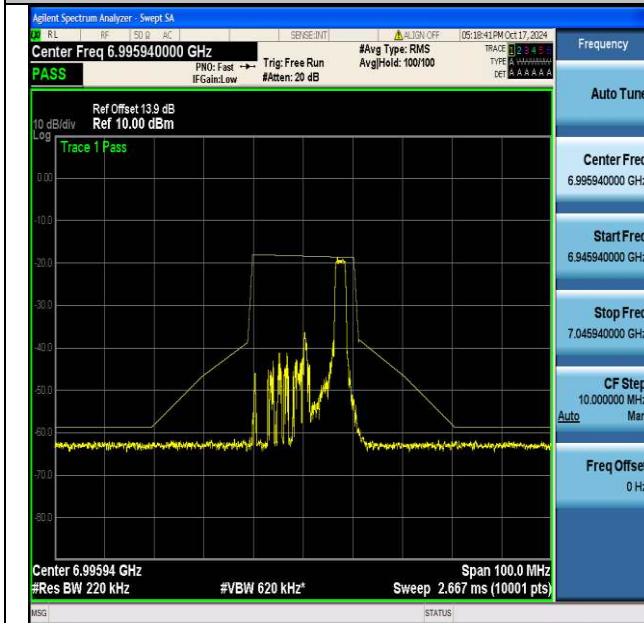 Agilent Spectrum Analyzer - Swept SA
RL RF 50 Ω AC SENSE:INT ALIGN OFF 05:18:41 PM Oct 17, 2024
Center Freq 6.995940000 GHz #Avg Type: RMS TRACE 1 2 3 4 5 6
PNO: Fast Trig: Free Run Avg|Hold: 100/100 TYPE
PASS IFGain:Low #Atten: 20 dB DET A A A A A A
Frequency
Auto Tune
Ref Offset 13.9 dB
10 dB/div Ref 10.00 dBm
Log
Trace 1 Pass
0.00
-10.0
-20.0
-30.0
-40.0
-50.0
-60.0
-70.0
-80.0
Center Freq
6.995940000 GHz
Start Freq
6.945940000 GHz
Stop Freq
7.045940000 GHz
CF Step
10.000000 MHz
Auto Man
Freq Offset
0 Hz
Center 6.99594 GHz Span 100.0 MHz
#Res BW 220 kHz #VBW 620 kHz* Sweep 2.667 ms (10001 pts)
MSG STATUS